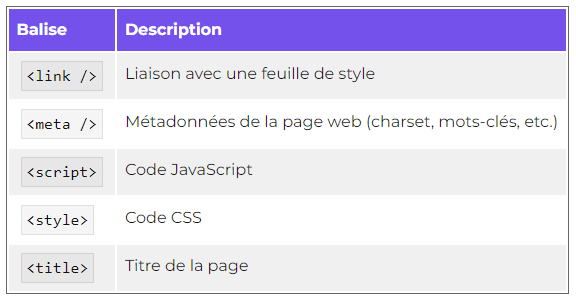 Balise Description
<link /> Liaison avec une feuille de style
<meta /> Métadonnées de la page web (charset, mots-clés, etc.)
<script> Code JavaScript
<style> Code CSS
<title> Titre de la page